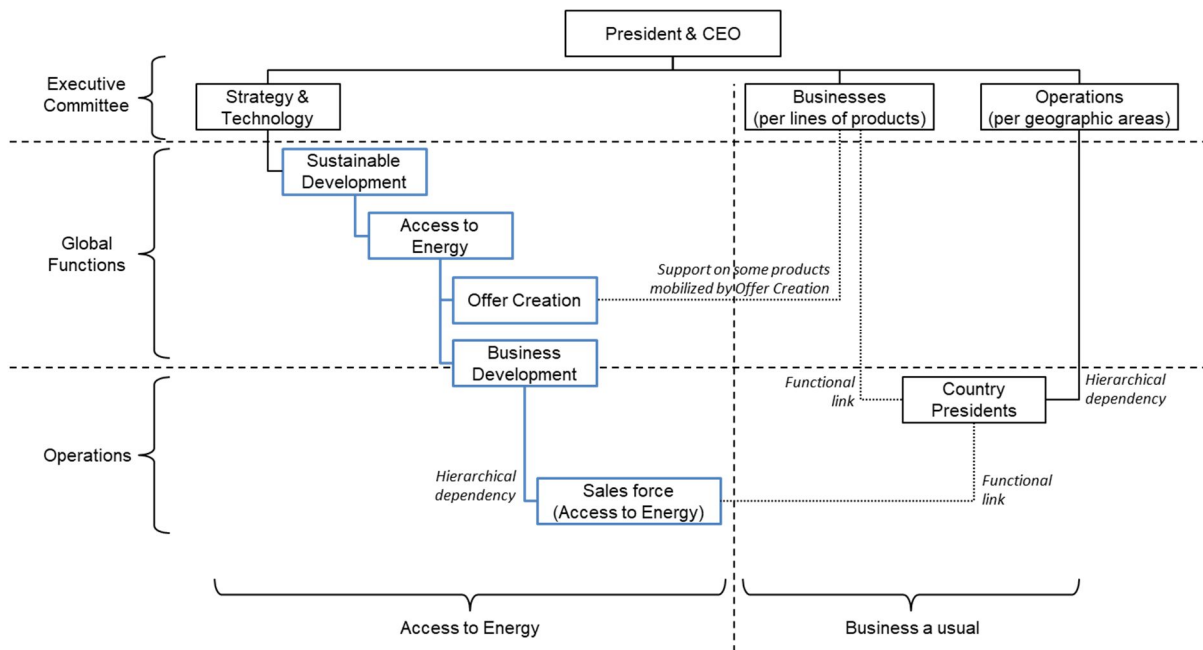 President & CEO
Executive
Committee
Strategy &
Technology
Businesses
(per lines of products)
Operations
(per geographic areas)
Sustainable
Development
Global
Functions
Access to
Energy
Support on some products
mobilized by Offer Creation
Offer Creation
Business
Development
Functional
link
Country
Presidents
Hierarchical
dependency
Operations
Hierarchical
dependency
Sales force
(Access to Energy)
Functional
link
Access to Energy
Business a usual